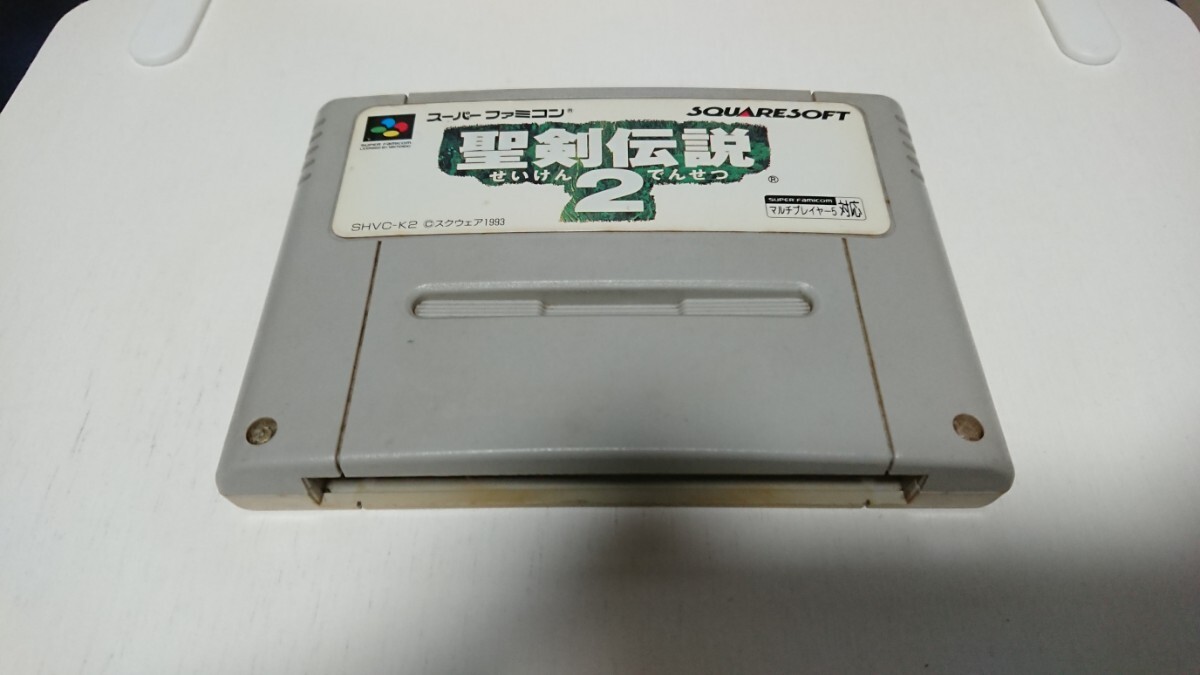 スーパーファミコン®
SQUARESOFT
SUPER FAMICOM
聖剣伝説
せいけんでんせつ
2
®
SUPER FAMICOM
マルチプレイヤー5対応
SHVC-K2 ©スクウェア1993